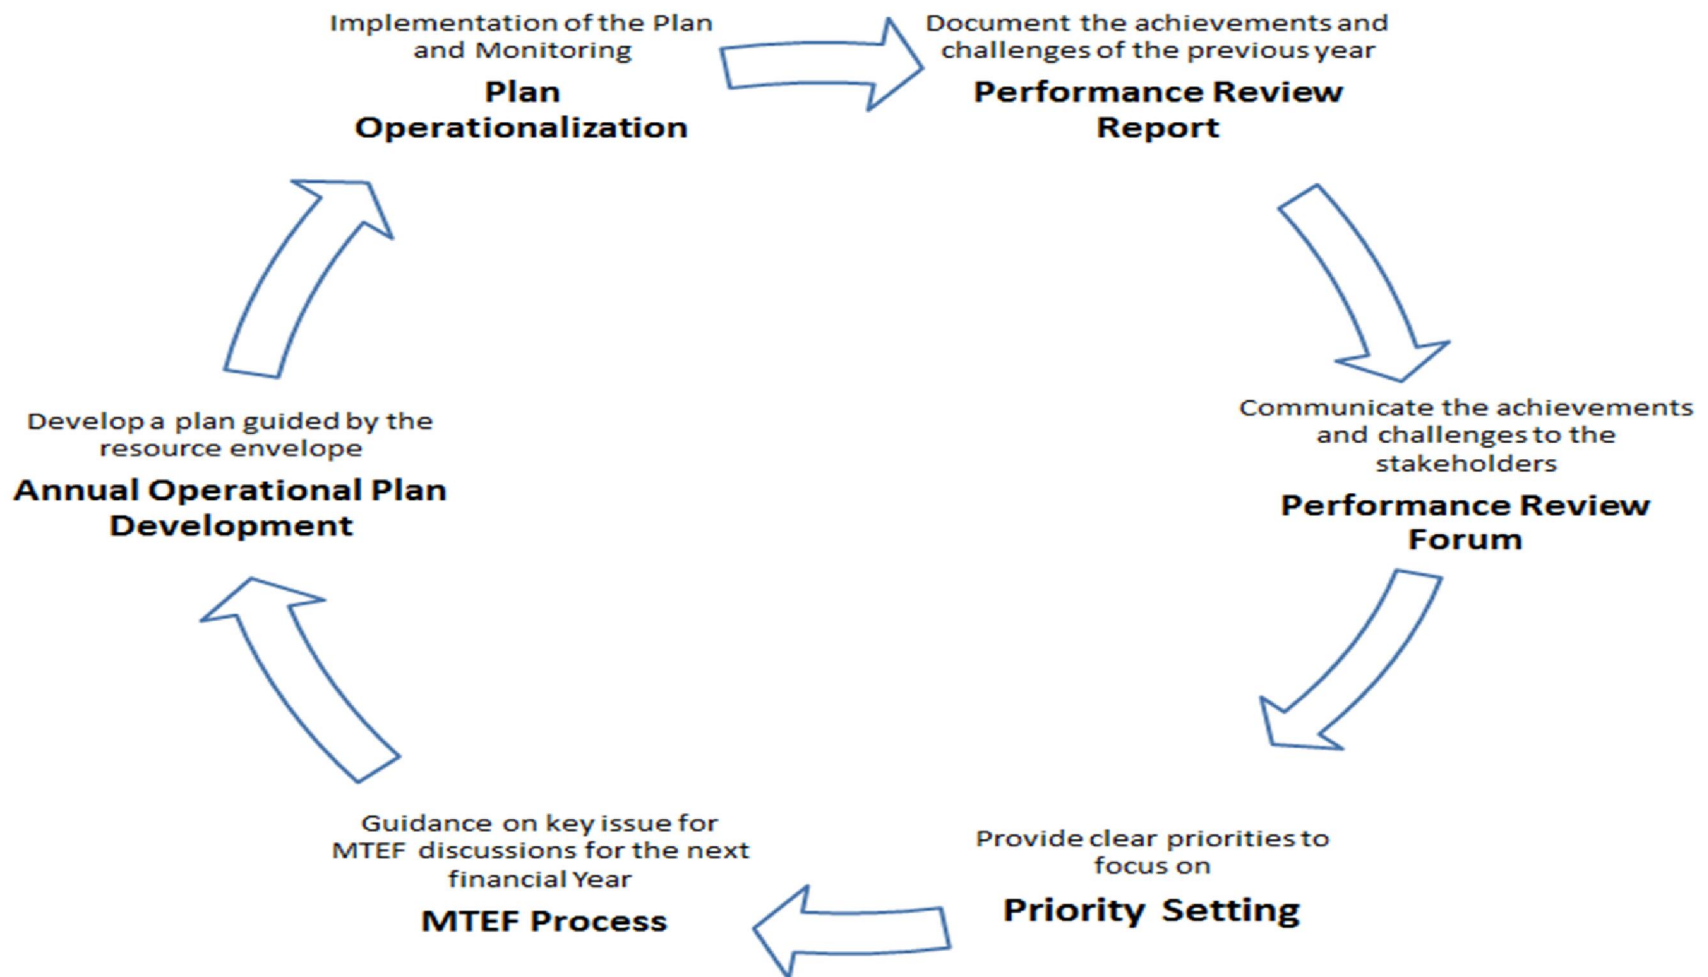 Implementation of the Plan
and Monitoring
Plan
Operationalization
Document the achievements and
challenges of the previous year
Performance Review
Report
Communicate the achievements
and challenges to the
stakeholders
Performance Review
Forum
Provide clear priorities to
focus on
Priority Setting
Guidance on key issue for
MTEF discussions for the next
financial Year
MTEF Process
Develop a plan guided by the
resource envelope
Annual Operational Plan
Development